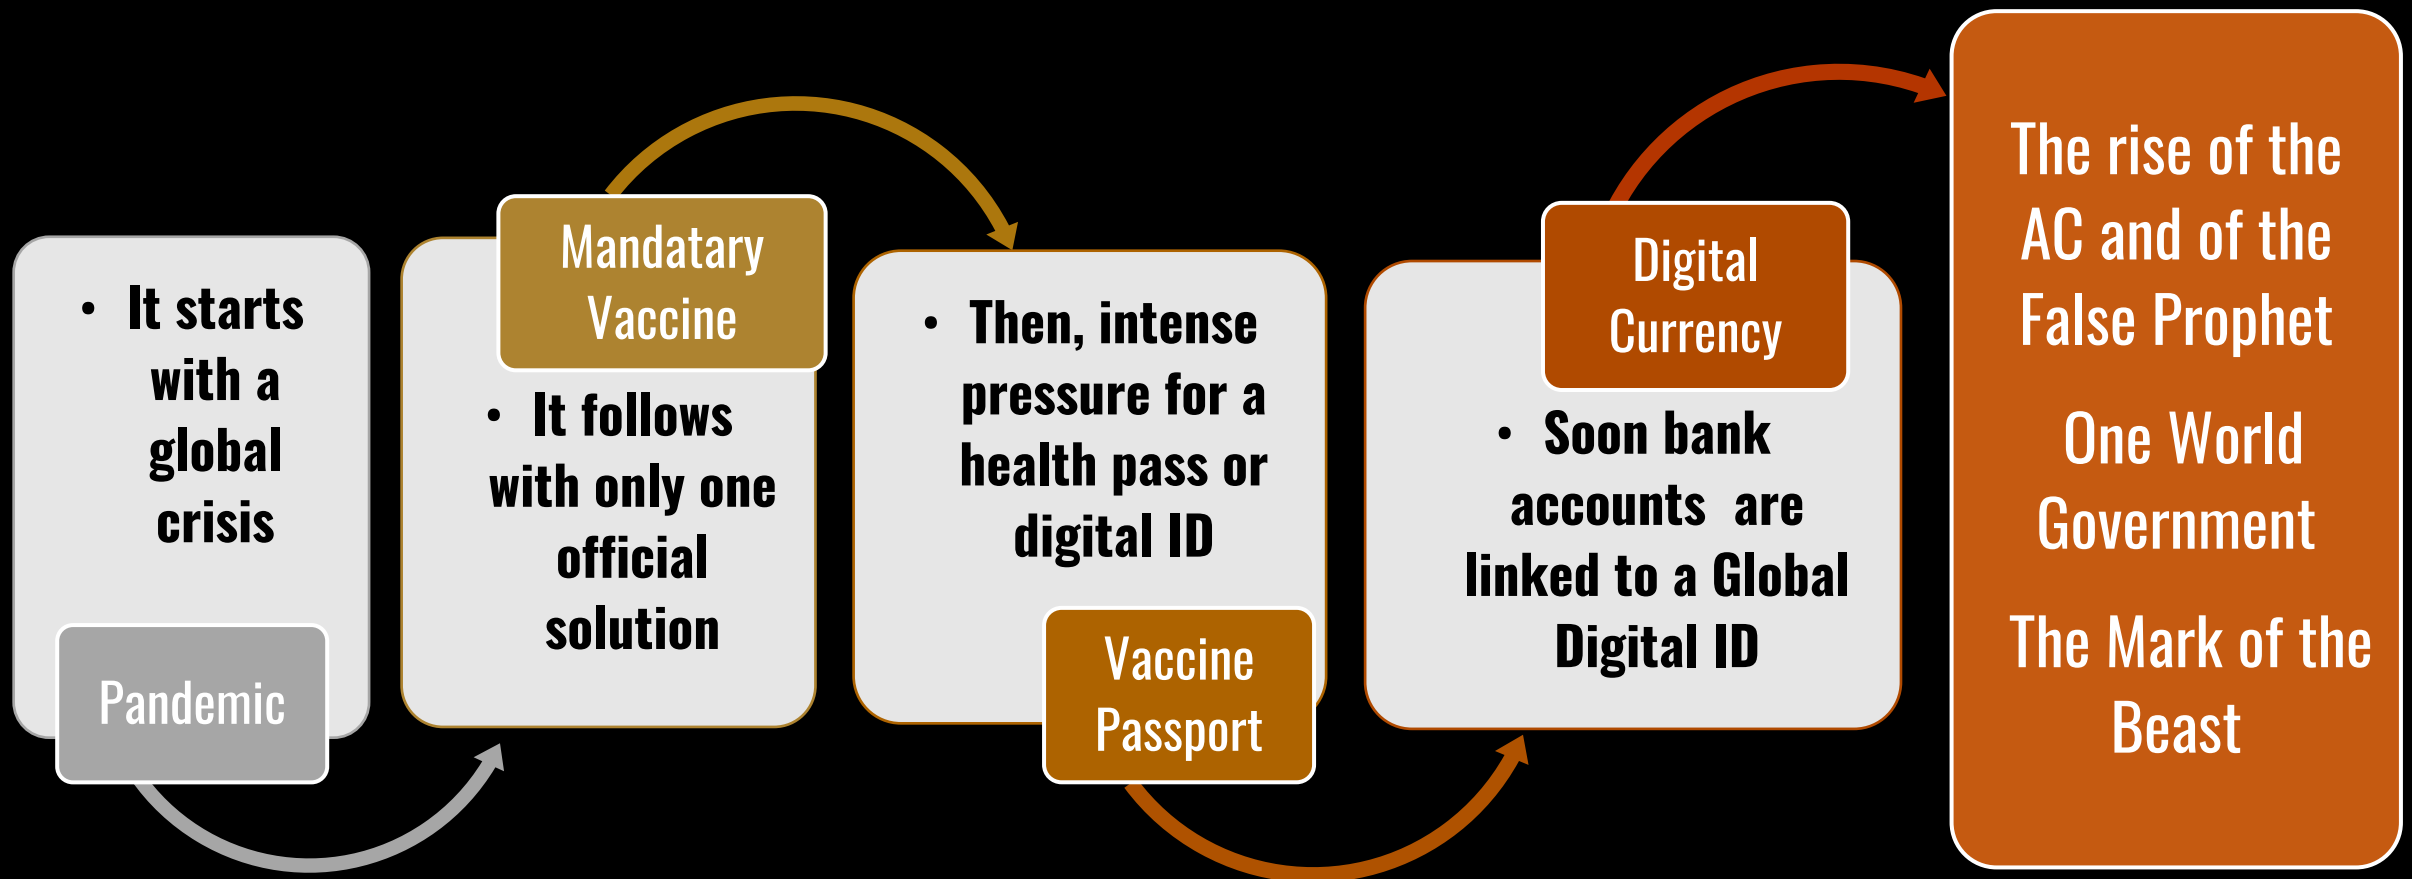 • It starts
with a
global
crisis
Pandemic
Mandatary
Vaccine
• It follows
with only one
official
solution
• Then, intense
pressure for a
health pass or
digital ID
Vaccine
Passport
Digital
Currency
• Soon bank
accounts are
linked to a Global
Digital ID
The rise of the
AC and of the
False Prophet
One World
Government
The Mark of the
Beast